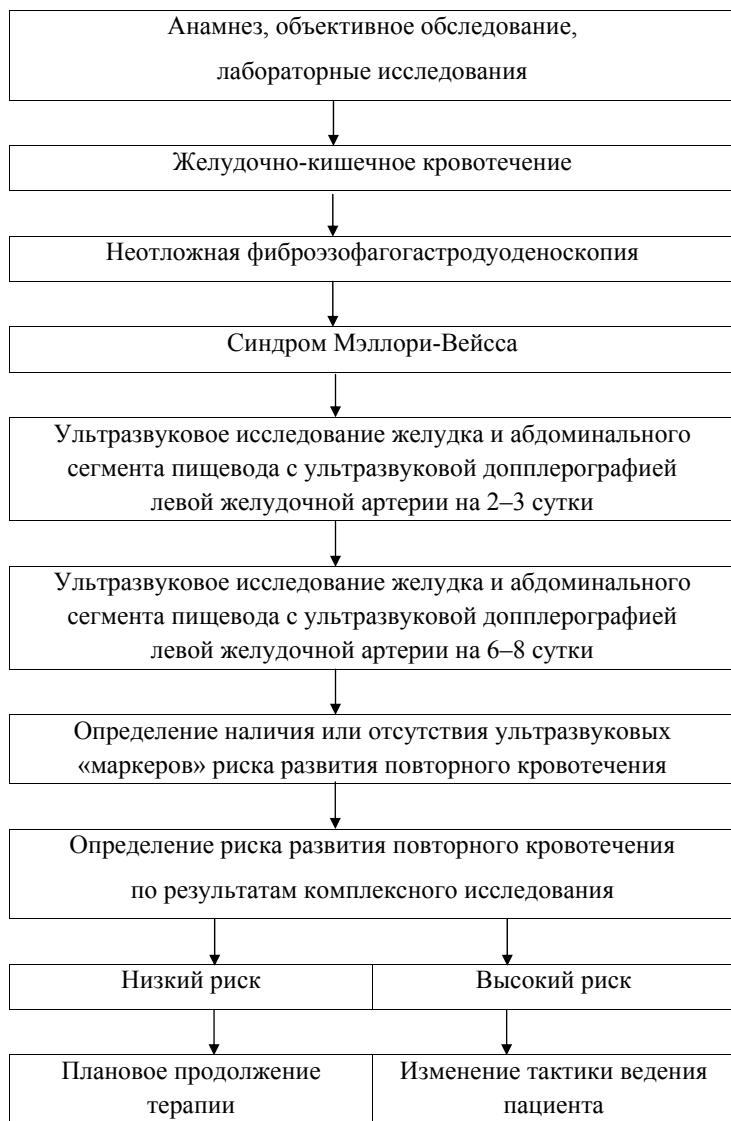 Анамнез, объективное обследование,
лабораторные исследования
Желудочно-кишечное кровотечение
Неотложная фиброэзофагогастродуоденоскопия
Синдром Мэллори-Вейсса
Ультразвуковое исследование желудка и абдоминального
сегмента пищевода с ультразвуковой допплерографией
левой желудочной артерии на 2–3 сутки
Ультразвуковое исследование желудка и абдоминального
сегмента пищевода с ультразвуковой допплерографией
левой желудочной артерии на 6–8 сутки
Определение наличия или отсутствия ультразвуковых
«маркеров» риска развития повторного кровотечения
Определение риска развития повторного кровотечения
по результатам комплексного исследования
Низкий риск
Высокий риск
Плановое продолжение
терапии
Изменение тактики ведения
пациента